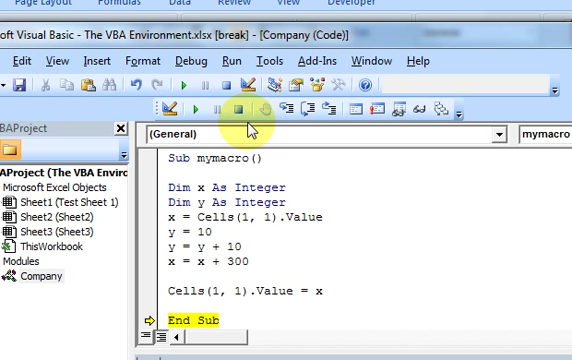 Page Layout Formulas Data Review View Developer
oft Visual Basic - The VBA Environment.xlsx [break] - [Company (Code)]
Edit View Insert Format Debug Run Tools Add-Ins Window Help
BAProject
(General)
mymacro
AProject (The VBA Enviro
Microsoft Excel Objects
Sheet1 (Test Sheet 1)
Sheet2 (Sheet2)
Sheet3 (Sheet3)
ThisWorkbook
Modules
Company
Sub mymacro()
Dim x As Integer
Dim y As Integer
x = Cells(1, 1).Value
y = 10
y = y + 10
x = x + 300
Cells(1, 1).Value = x
End Sub